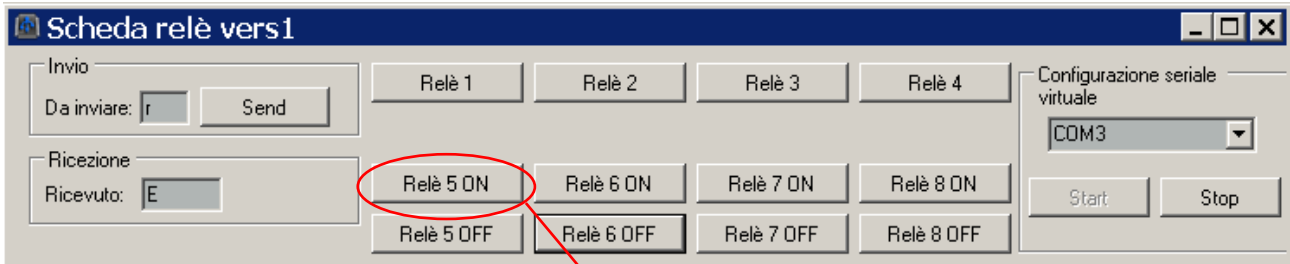 Scheda relè vers1
Invio
Da inviare: r Send
Ricezione
Ricevuto: E
Relè 1 Relè 2 Relè 3 Relè 4
Relè 5 ON Relè 6 ON Relè 7 ON Relè 8 ON
Relè 5 OFF Relè 6 OFF Relè 7 OFF Relè 8 OFF
Configurazione seriale
virtuale
COM3
Start Stop